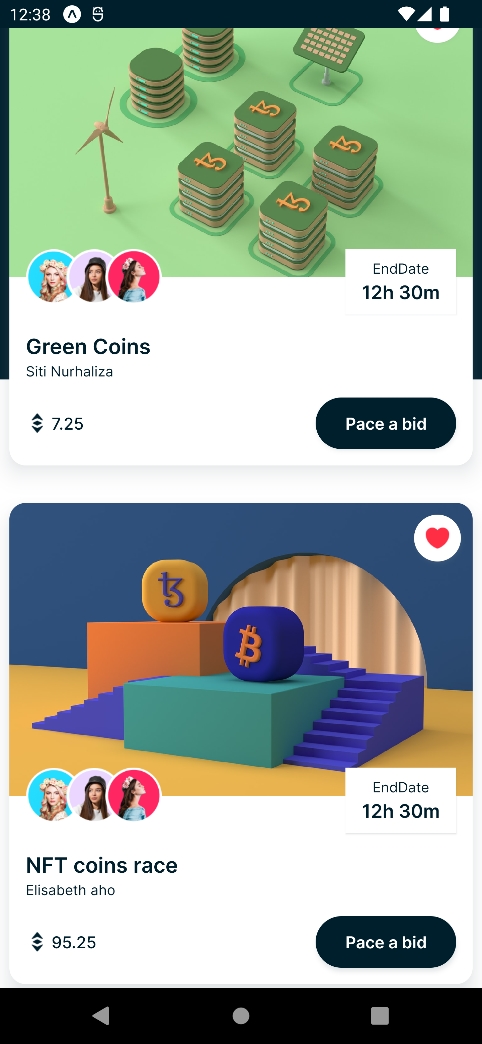 12:38
EndDate
12h 30m
Green Coins
Siti Nurhaliza
7.25
Pace a bid
EndDate
12h 30m
NFT coins race
Elisabeth aho
95.25
Pace a bid